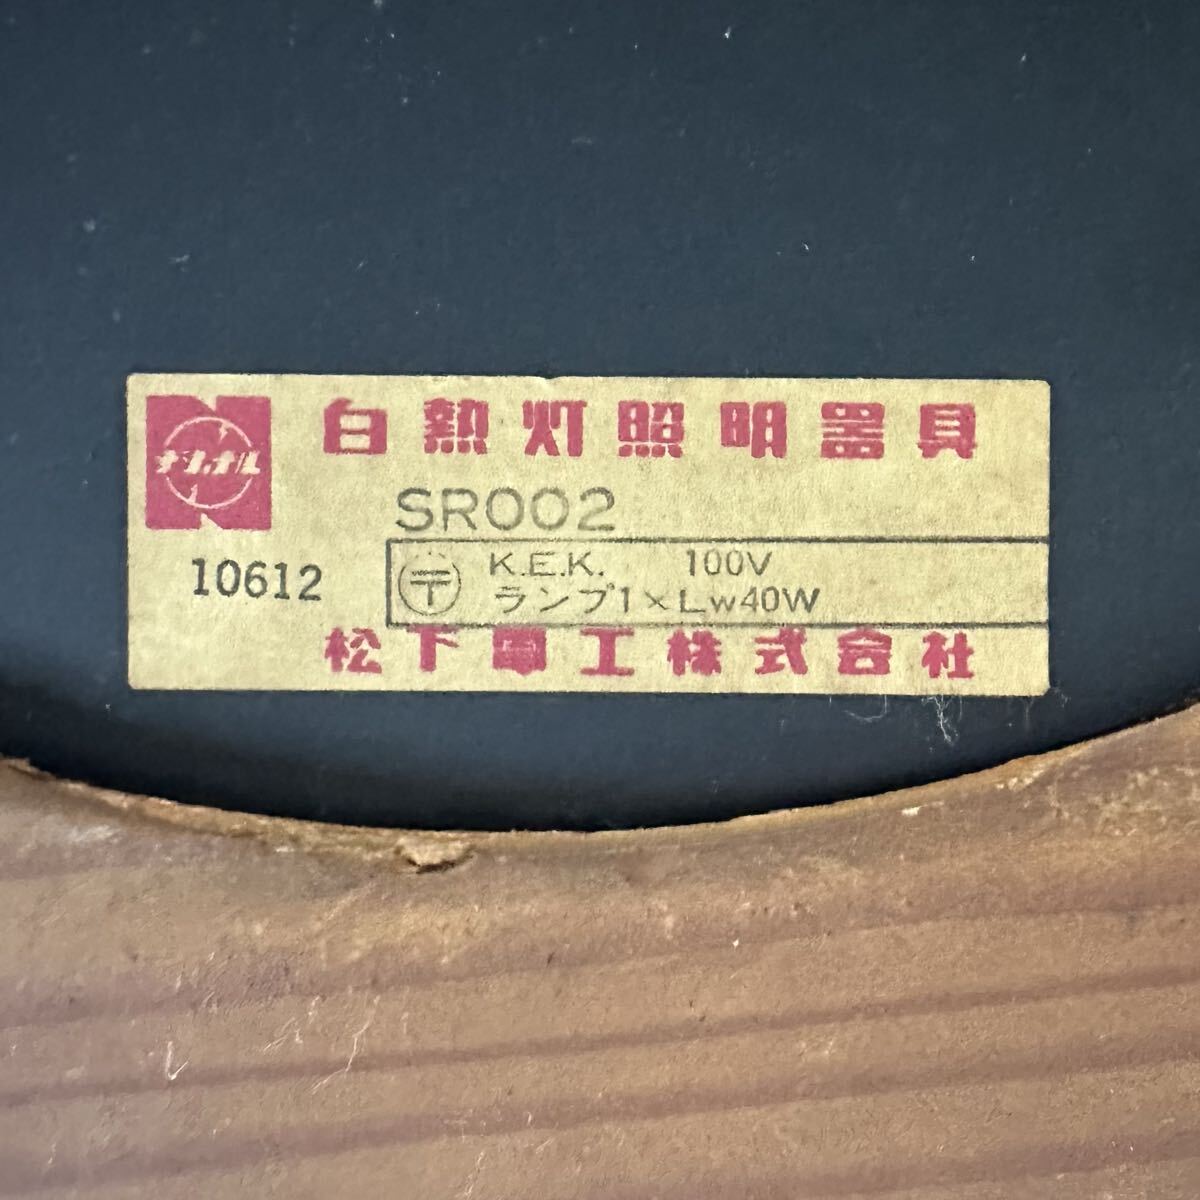 白熱灯照明器具
ナショナル
SR002
10612
〒 K.E.K. 100V
ランプ1×Lw40W
松下電工株式会社